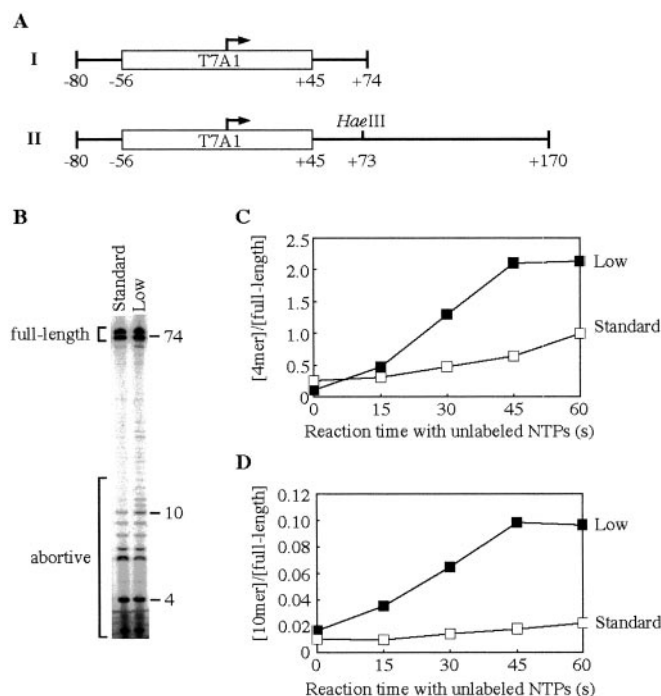 A
I
T7A1
-80 -56 +45 +74
HaeIII
II
T7A1
-80 -56 +45 +73 +170
B
Standard
Low
full-length
74
10
abortive
4
C
2.5
2.0
1.5
1.0
0.5
0
[4mer]/[full-length]
Low
Standard
0 15 30 45 60
Reaction time with unlabeled NTPs (s)
D
0.12
0.10
0.08
0.06
0.04
0.02
0
[10mer]/[full-length]
Low
Standard
0 15 30 45 60
Reaction time with unlabeled NTPs (s)